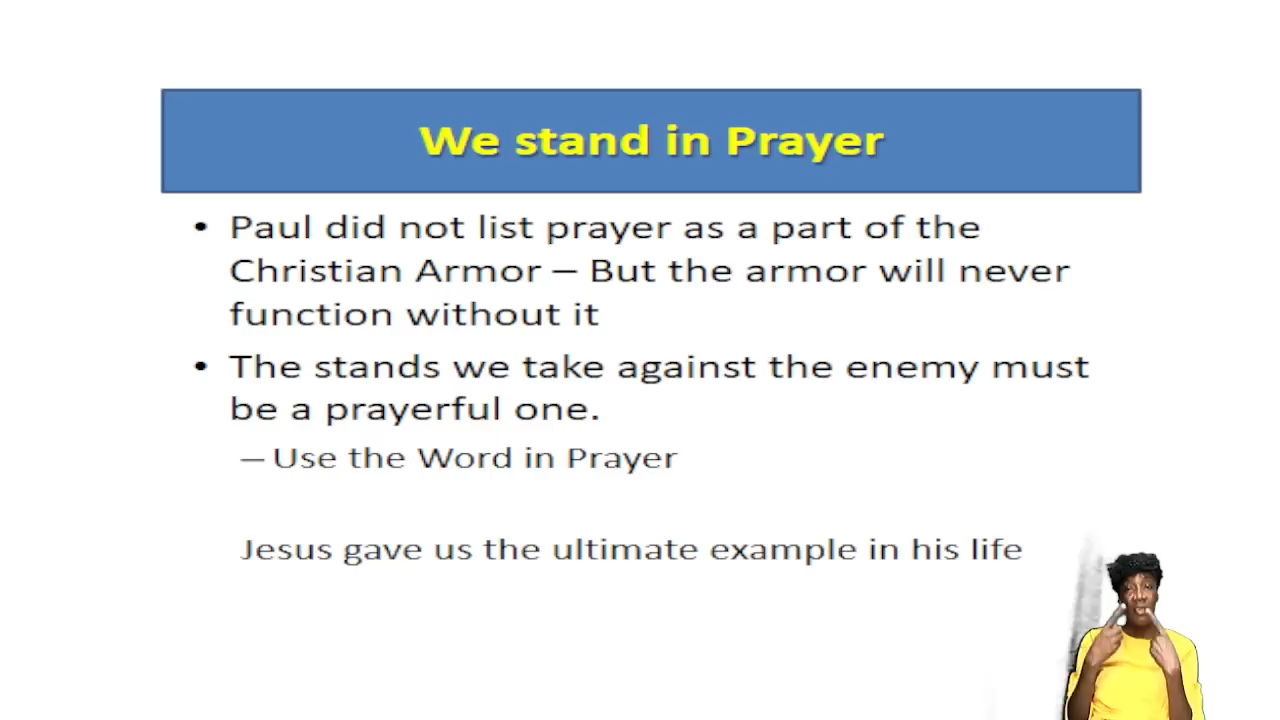 We stand in Prayer
• Paul did not list prayer as a part of the
Christian Armor – But the armor will never
function without it
• The stands we take against the enemy must
be a prayerful one.
– Use the Word in Prayer
Jesus gave us the ultimate example in his life